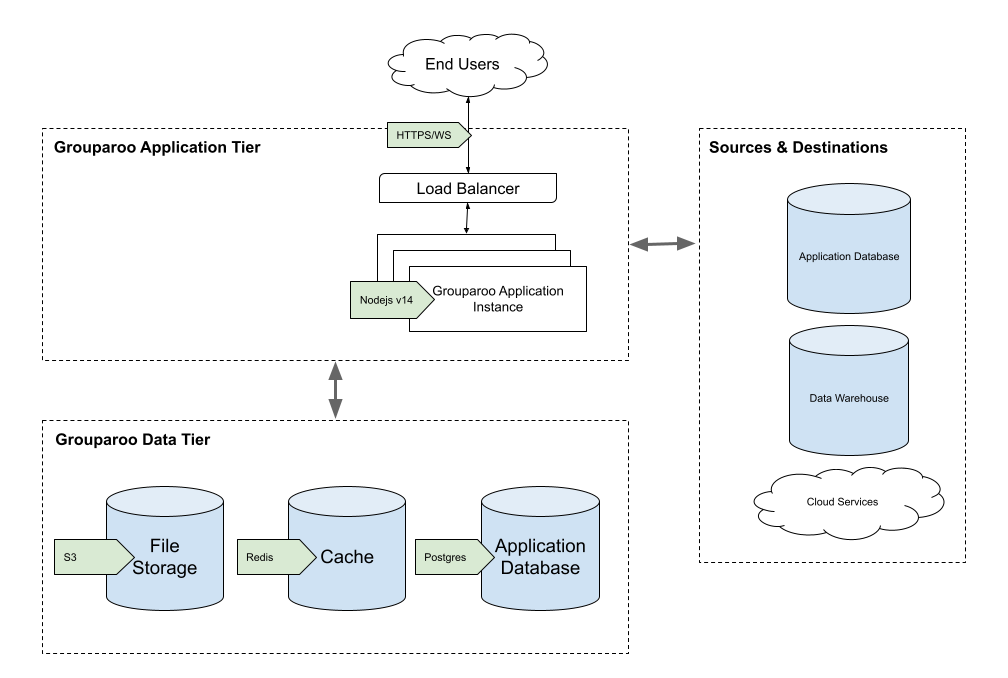 End Users
HTTPS/WS
Grouparoo Application Tier
Load Balancer
Nodejs v14
Grouparoo Application
Instance
Sources & Destinations
Application Database
Data Warehouse
Cloud Services
Grouparoo Data Tier
S3
File
Storage
Redis
Cache
Postgres
Application
Database